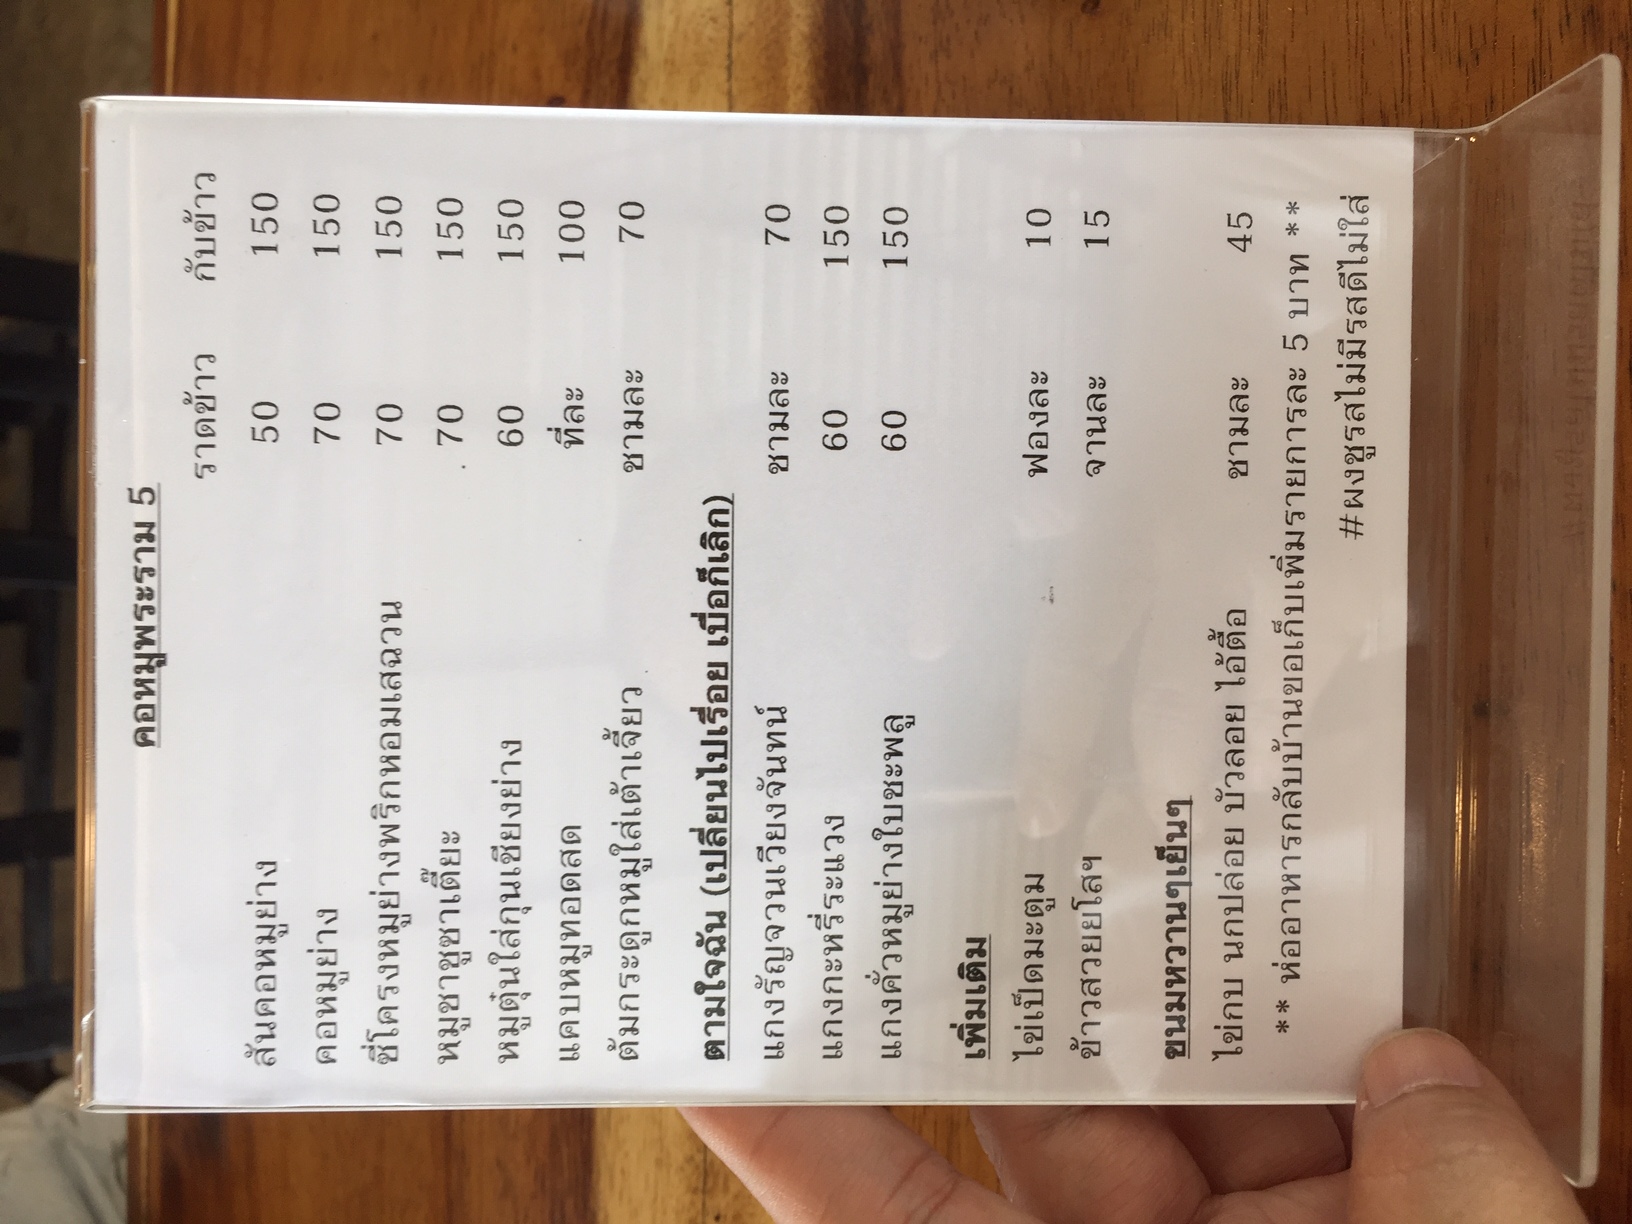 คอหมูพระราม 5
ราดข้าว กับข้าว
สันคอหมูย่าง 50 150
คอหมูย่าง 70 150
ซี่โครงหมูย่างพริกหอมเสฉวน 70 150
หมูชาชูชาเตี๊ยะ 70 150
หมูตุ๋นใส่กุนเชียงย่าง 60 150
แคบหมูทอดสด ที่ละ 100
ต้มกระดูกหมูใส่เต้าเจี้ยว ชามละ 70
ตามใจฉัน (เปลี่ยนไปเรื่อย เบื่อก็เลิก)
แกงรัญจวนเวียงจันทน์ ชามละ 70
แกงกะหรี่ระแวง 60 150
แกงคั่วหมูย่างใบชะพลู 60 150
เพิ่มเติม
ไข่เป็ดมะตูม ฟองละ 10
ข้าวสวยยโสฯ จานละ 15
ขนมหวานๆเย็นๆ
ไข่กบ นกปล่อย บัวลอย ไอ้ตื้อ ชามละ 45
** ห่ออาหารกลับบ้านขอเก็บเพิ่มรายการละ 5 บาท **
#ผงชูรสไม่มีรสดีไม่ใส่